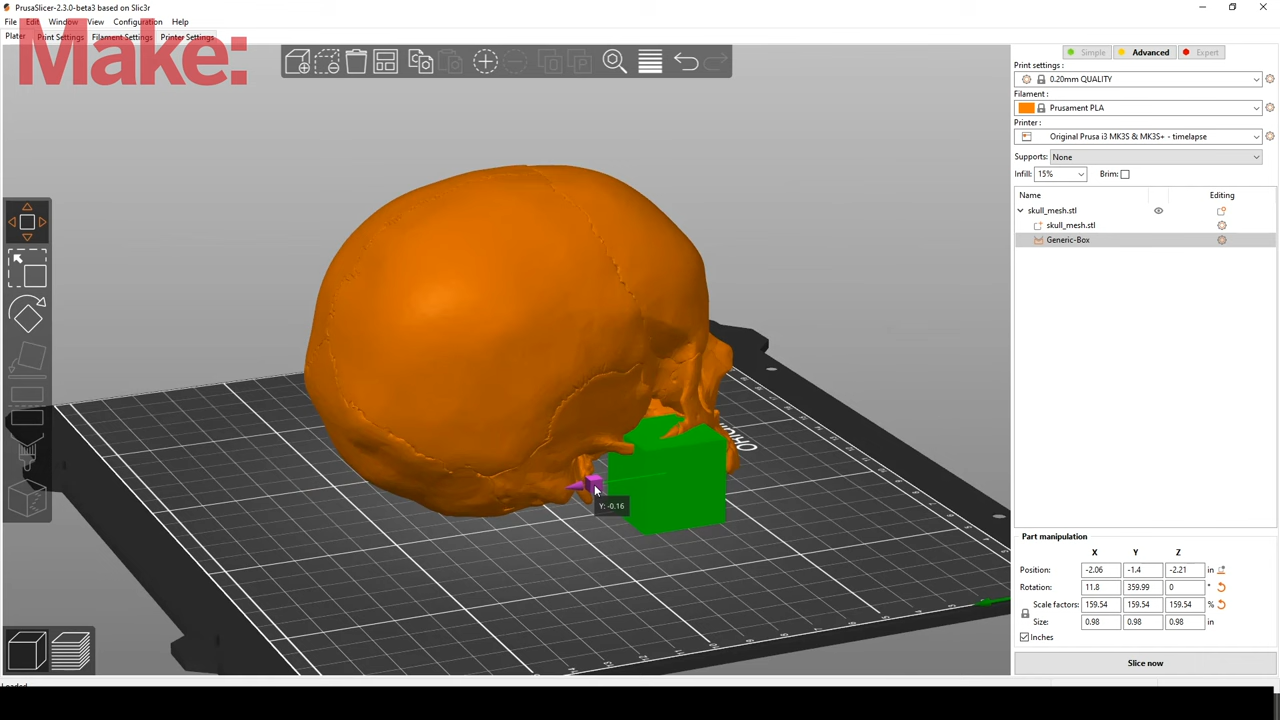 PrusaSlicer-2.3.0-beta3 based on Slic3r
File Edit Window View Configuration Help
Plater Print Settings Filament Settings Printer Settings
Make:
Simple Advanced Expert
Print settings :
0.20mm QUALITY
Filament :
Prusament PLA
Printer :
Original Prusa i3 MK3S & MK3S+ - timelapse
Supports: None
Infill: 15% Brim:
Name Editing
skull_mesh.stl
skull_mesh.stl
Generic-Box
Y: -0.16
Part manipulation
X Y Z
Position: -2.06 -1.4 -2.21 in
Rotation: 11.8 359.99 0 °
Scale factors: 159.54 159.54 159.54 %
Size: 0.98 0.98 0.98 in
Inches
Slice now